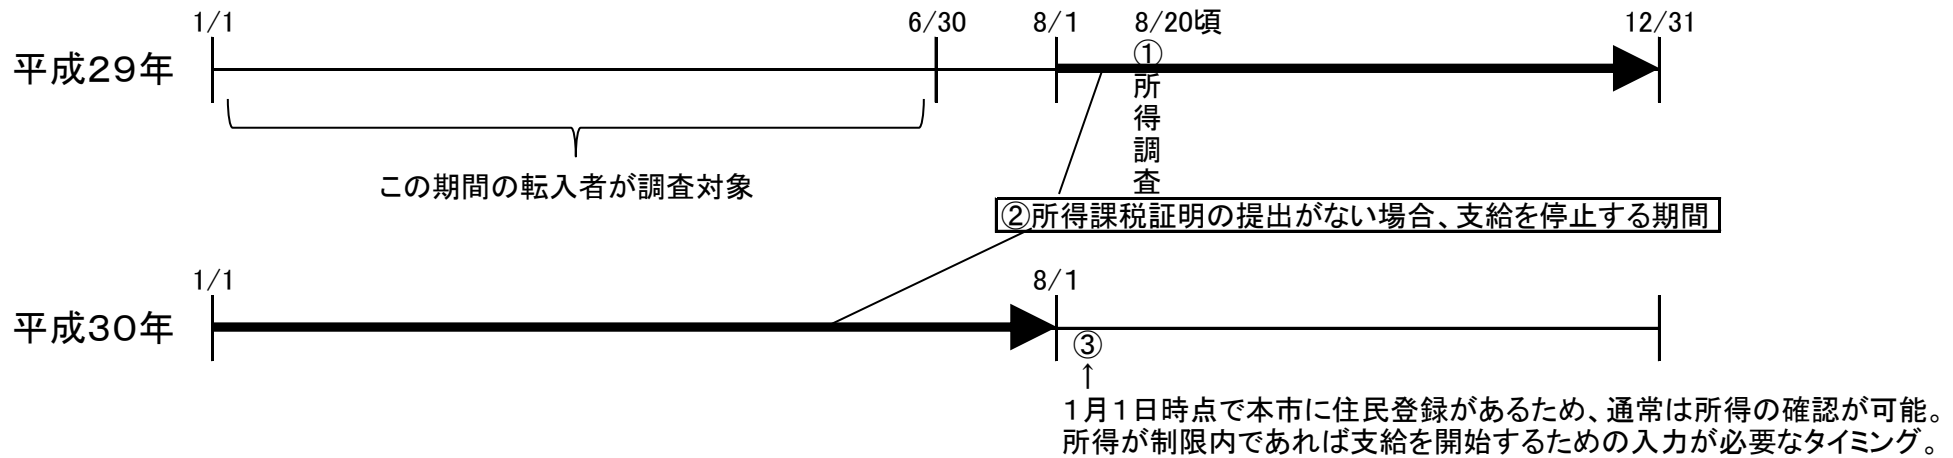 1/1
6/30
8/1
8/20頃
12/31
平成29年
①所得調査
この期間の転入者が調査対象
②所得課税証明の提出がない場合、支給を停止する期間
1/1
8/1
平成30年
③
↑
1月1日時点で本市に住民登録があるため、通常は所得の確認が可能。
所得が制限内であれば支給を開始するための入力が必要なタイミング。